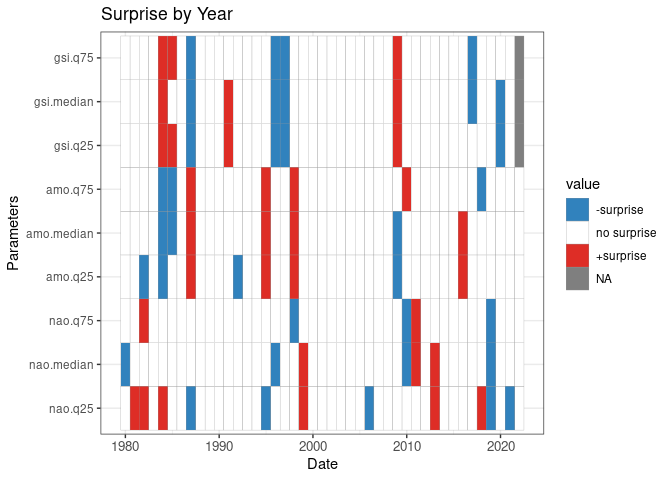 Surprise by Year
gsi.q75
gsi.median
gsi.q25
amo.q75
amo.median
amo.q25
nao.q75
nao.median
nao.q25
Parameters
1980 1990 2000 2010 2020
Date
value
-surprise
no surprise
+surprise
NA